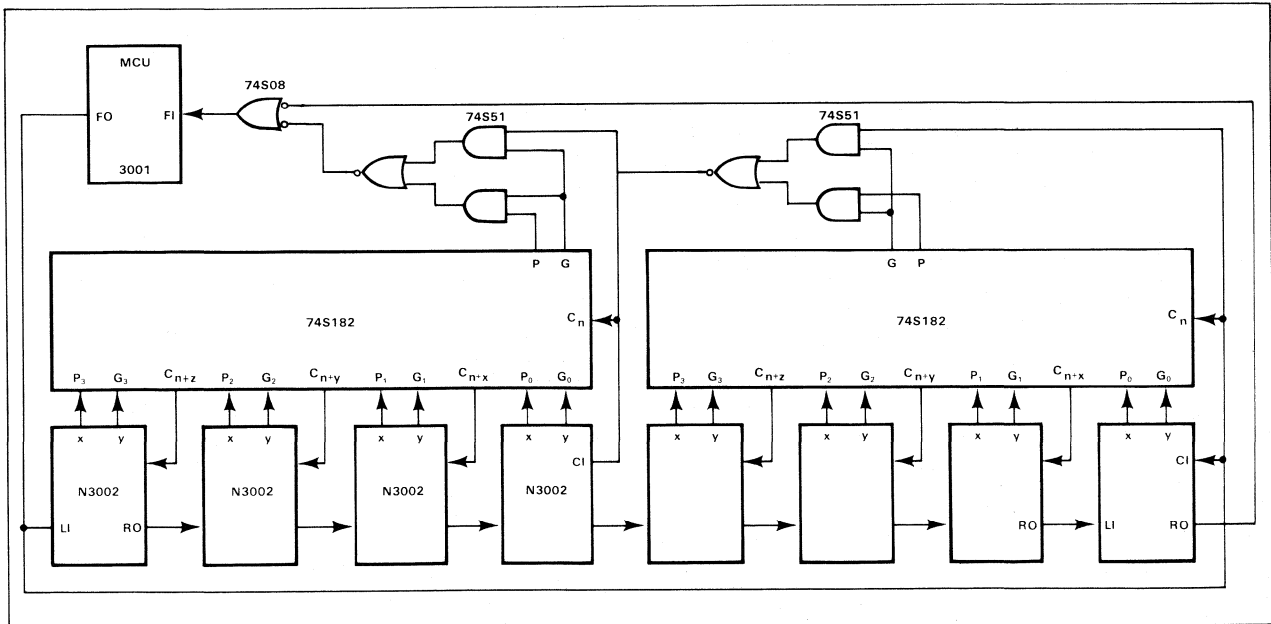 MCU
FO FI
3001
74S08
74S51
74S51
P G
G P
74S182
74S182
Cn
Cn
P3 G3 Cn+z P2 G2 Cn+y P1 G1 Cn+x P0 G0
P3 G3 Cn+z P2 G2 Cn+y P1 G1 Cn+x P0 G0
x y x y x y x y
x y x y x y x y
CI
CI
N3002 N3002 N3002 N3002
LI RO
RO LI RO